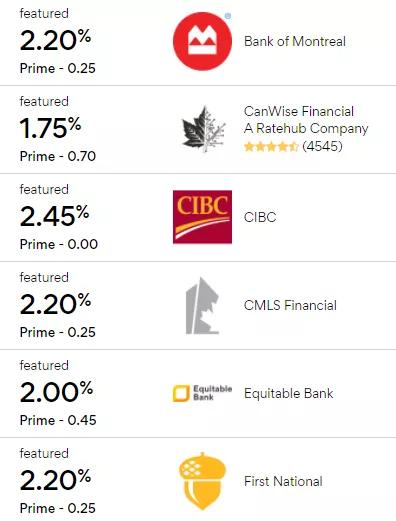 featured
2.20%
Prime - 0.25
Bank of Montreal
featured
1.75%
Prime - 0.70
CanWise Financial
A Ratehub Company
(4545)
featured
2.45%
Prime - 0.00
CIBC
CIBC
featured
2.20%
Prime - 0.25
CMLS Financial
featured
2.00%
Prime - 0.45
Equitable
Bank
Equitable Bank
featured
2.20%
Prime - 0.25
First National